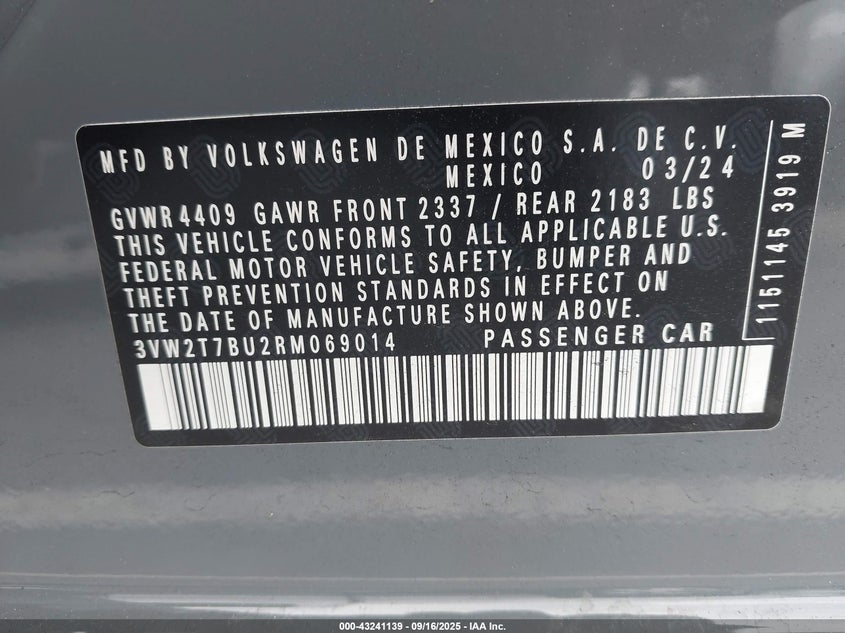 MFD BY VOLKSWAGEN DE MEXICO S.A. DE C.V.
MEXICO 03/24
GVWR 4409 GAWR FRONT 2337 / REAR 2183 LBS
THIS VEHICLE CONFORMS TO ALL APPLICABLE U.S.
FEDERAL MOTOR VEHICLE SAFETY, BUMPER AND
THEFT PREVENTION STANDARDS IN EFFECT ON
THE DATE OF MANUFACTURE SHOWN ABOVE.
3VW2T7BU2RM069014 PASSENGER CAR
1151145 3919 M
000-43241139 - 09/16/2025 - IAA Inc.